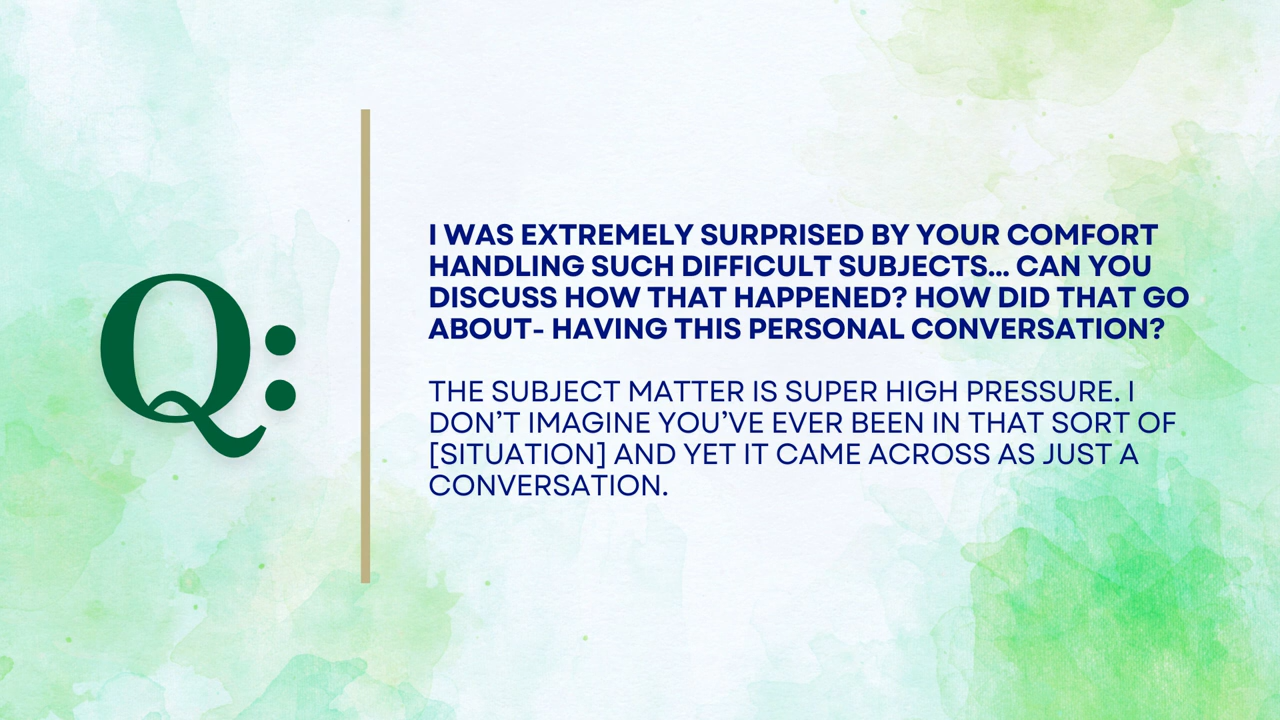 Q:
I WAS EXTREMELY SURPRISED BY YOUR COMFORT
HANDLING SUCH DIFFICULT SUBJECTS... CAN YOU
DISCUSS HOW THAT HAPPENED? HOW DID THAT GO
ABOUT- HAVING THIS PERSONAL CONVERSATION?
THE SUBJECT MATTER IS SUPER HIGH PRESSURE. I
DON'T IMAGINE YOU'VE EVER BEEN IN THAT SORT OF
[SITUATION] AND YET IT CAME ACROSS AS JUST A
CONVERSATION.